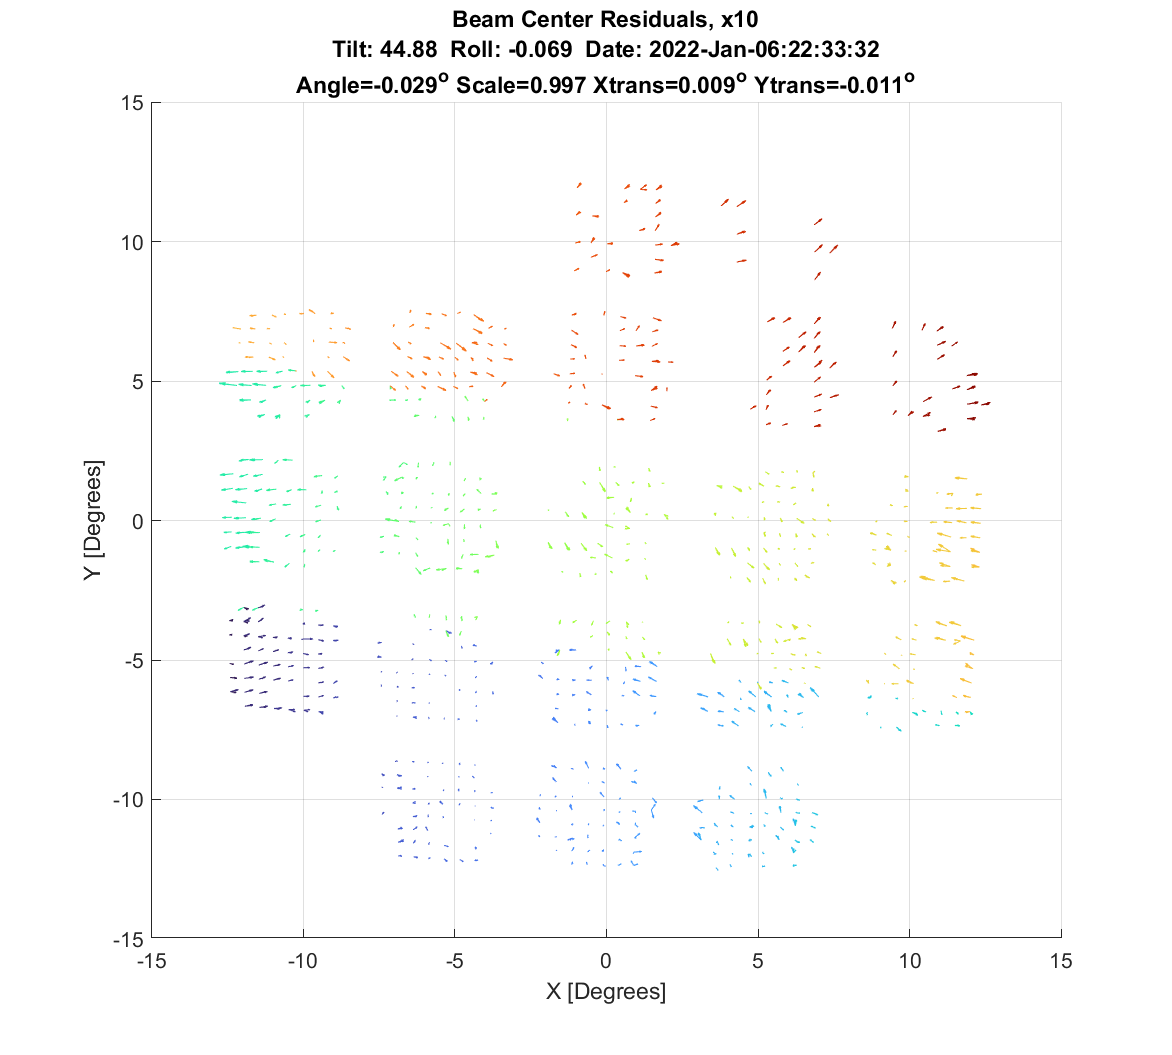 Beam Center Residuals, x10
Tilt: 44.88 Roll: -0.069 Date: 2022-Jan-06:22:33:32
Angle=-0.029° Scale=0.997 Xtrans=0.009° Ytrans=-0.011°
15
10
5
0
-5
-10
-15
Y [Degrees]
-15 -10 -5 0 5 10 15
X [Degrees]